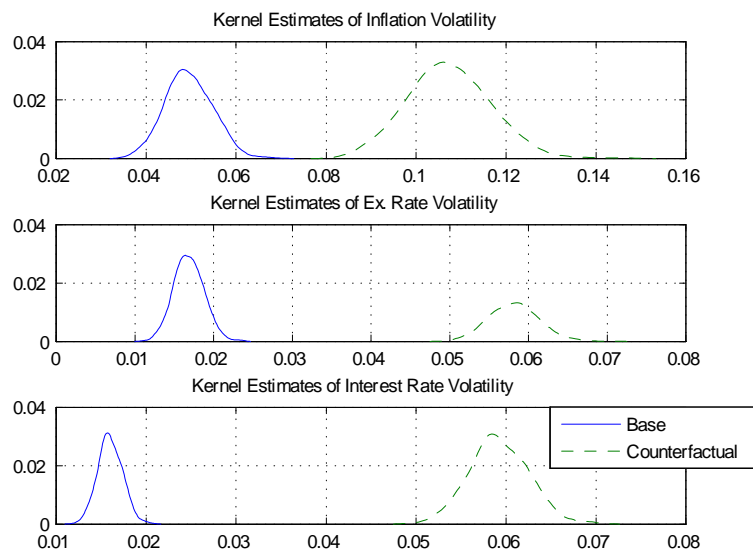 Kernel Estimates of Inflation Volatility
0.04
0.02
0
0.02 0.04 0.06 0.08 0.1 0.12 0.14 0.16
Kernel Estimates of Ex. Rate Volatility
0.04
0.02
0
0 0.01 0.02 0.03 0.04 0.05 0.06 0.07 0.08
Kernel Estimates of Interest Rate Volatility
0.04
Base
Counterfactual
0.02
0
0.01 0.02 0.03 0.04 0.05 0.06 0.07 0.08